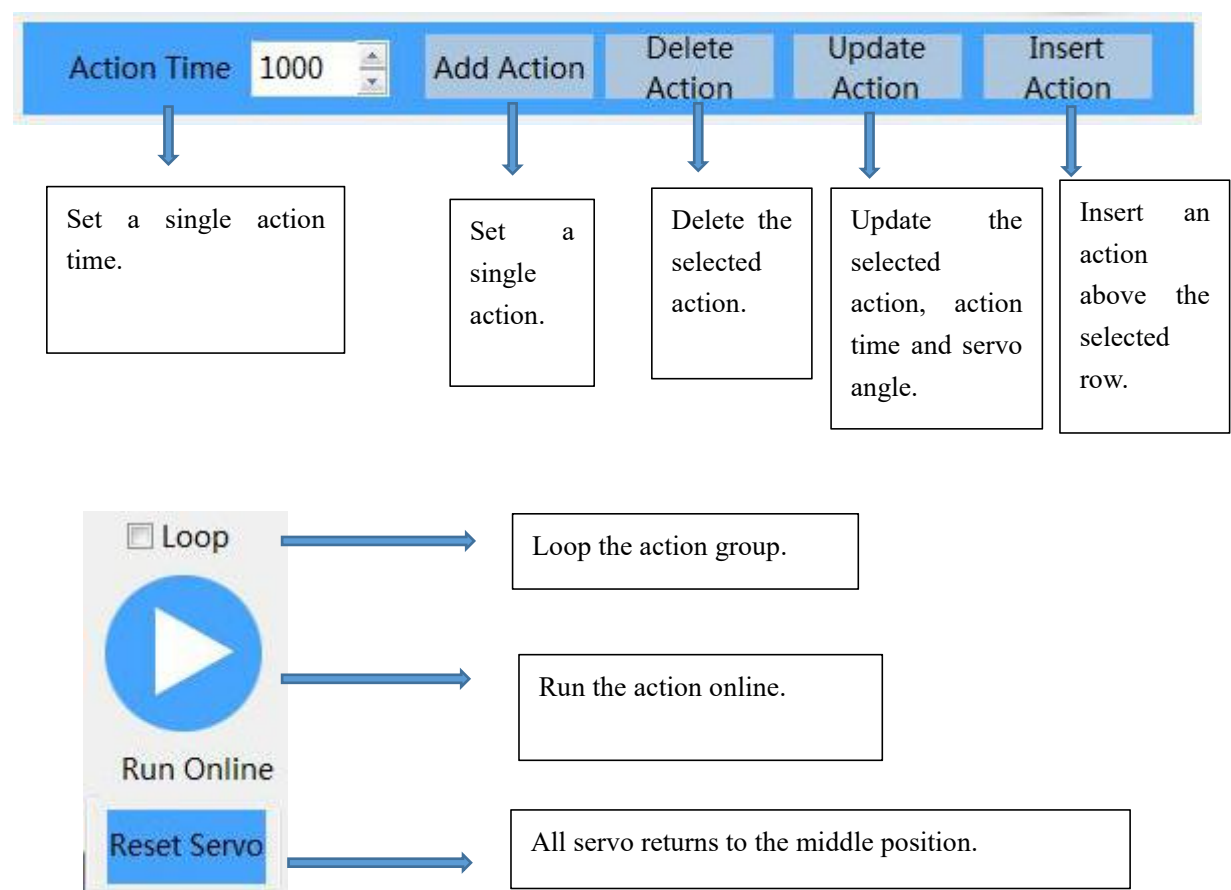 Action Time 1000 Add Action Delete Action Update Action Insert Action
Set a single action
time.
Set a
single
action.
Delete the
selected
action.
Update the
selected
action, action
time and servo
angle.
Insert an
action
above the
selected
row.
Loop
Loop the action group.
Run the action online.
Run Online
Reset Servo
All servo returns to the middle position.